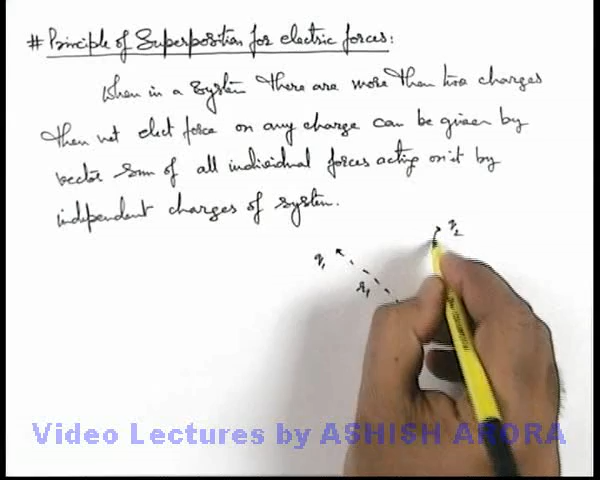 # Principle of Superposition for electric forces:
When in a system there are more than two charges
then net elect force on any charge can be given by
vector sum of all individual forces acting on it by
independent charges of system.
q₂
q₁
r₁
Video Lectures by ASHISH ARORA